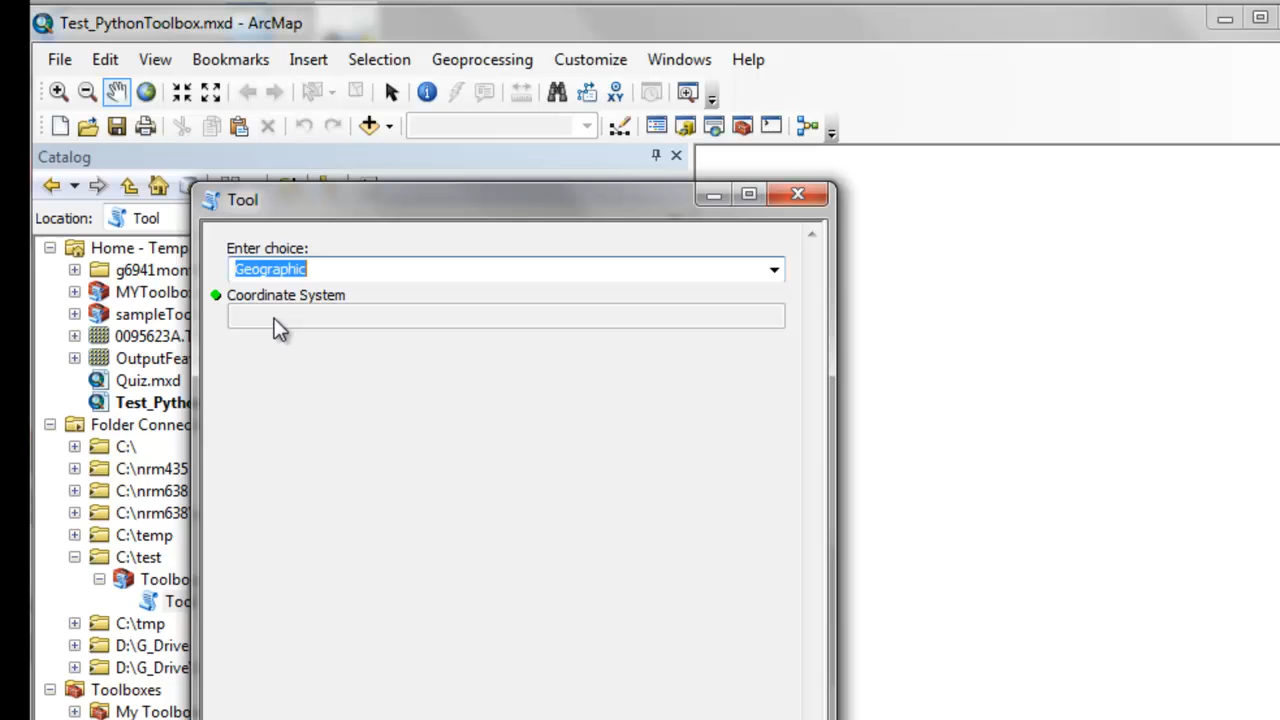 Test_PythonToolbox.mxd - ArcMap
File Edit View Bookmarks Insert Selection Geoprocessing Customize Windows Help
XY
Catalog
Location: Tool
Tool
Enter choice:
Geographic
Coordinate System
Home - Temp
g6941mon
MYToolbo
sampleToo
0095623A.T
OutputFea
Quiz.mxd
Test_Pytho
Folder Connec
C:\
C:\nrm435
C:\nrm638
C:\nrm638
C:\temp
C:\test
Toolbo
Too
C:\tmp
D:\G_Drive
D:\G_Drive
Toolboxes
My Toolbo